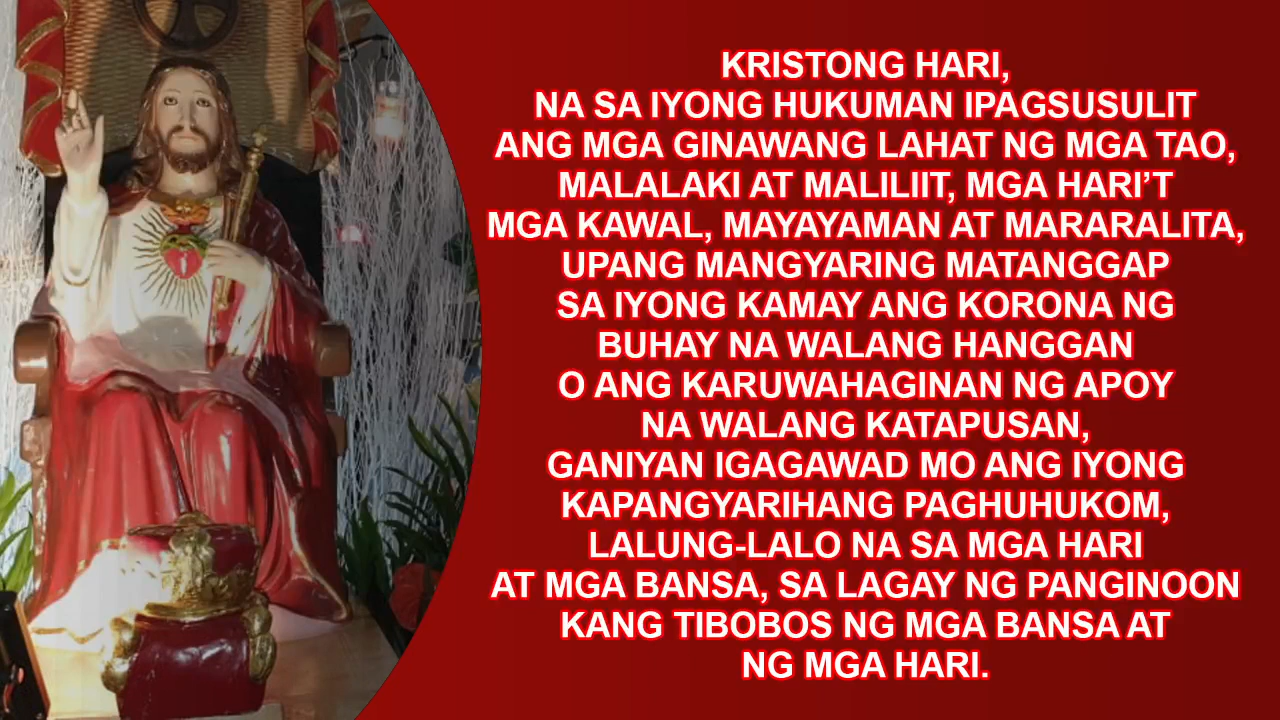 KRISTONG HARI,
NA SA IYONG HUKUMAN IPAGSUSULIT
ANG MGA GINAWANG LAHAT NG MGA TAO,
MALALAKI AT MALILIIT, MGA HARI’T
MGA KAWAL, MAYAYAMAN AT MARARALITA,
UPANG MANGYARING MATANGGAP
SA IYONG KAMAY ANG KORONA NG
BUHAY NA WALANG HANGGAN
O ANG KARUWAHAGINAN NG APOY
NA WALANG KATAPUSAN,
GANIYAN IGAGAWAD MO ANG IYONG
KAPANGYARIHANG PAGHUHUKOM,
LALUNG-LALO NA SA MGA HARI
AT MGA BANSA, SA LAGAY NG PANGINOON
KANG TIBOBOS NG MGA BANSA AT
NG MGA HARI.